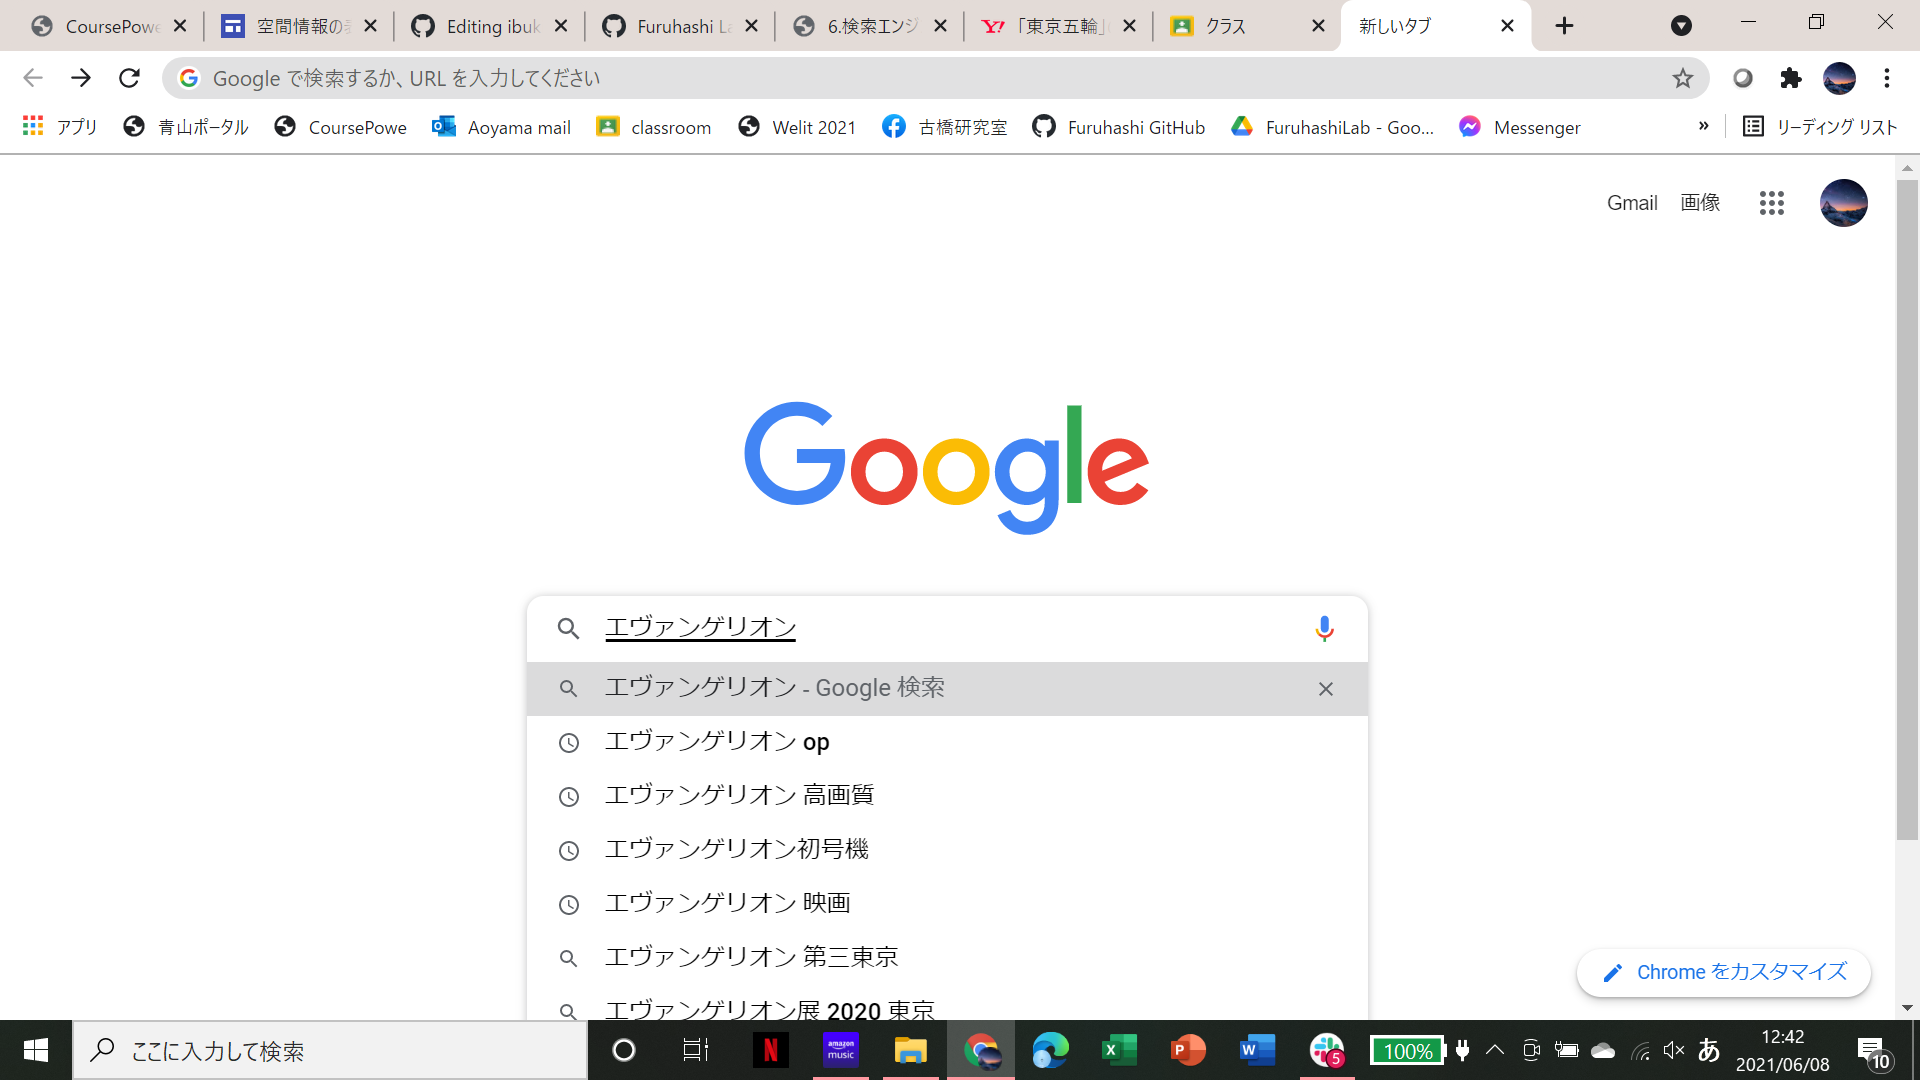 CoursePowe
空間情報の
Editing ibuk
Furuhashi La
6.検索エンジ
「東京五輪」
クラス
新しいタブ
Google で検索するか、URL を入力してください
アプリ
青山ポータル
CoursePowe
Aoyama mail
classroom
Welit 2021
古橋研究室
Furuhashi GitHub
FuruhashiLab - Goo...
Messenger
»
リーディング リスト
Gmail
画像
Google
エヴァンゲリオン
エヴァンゲリオン - Google 検索
エヴァンゲリオン op
エヴァンゲリオン 高画質
エヴァンゲリオン初号機
エヴァンゲリオン 映画
エヴァンゲリオン 第三東京
エヴァンゲリオン展 2020 東京
Chrome をカスタマイズ
ここに入力して検索
amazon
music
5
100%
あ
12:42
2021/06/08
10